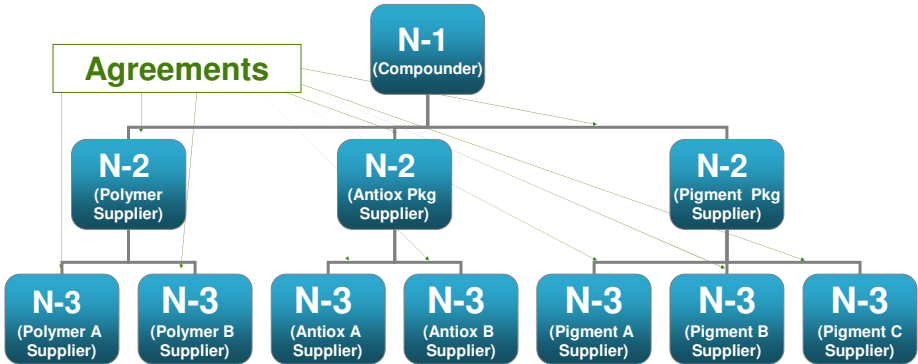 N-1
(Compounder)
Agreements
N-2
(Polymer
Supplier)
N-2
(Antiox Pkg
Supplier)
N-2
(Pigment Pkg
Supplier)
N-3
(Polymer A
Supplier)
N-3
(Polymer B
Supplier)
N-3
(Antiox A
Supplier)
N-3
(Antiox B
Supplier)
N-3
(Pigment A
Supplier)
N-3
(Pigment B
Supplier)
N-3
(Pigment C
Supplier)